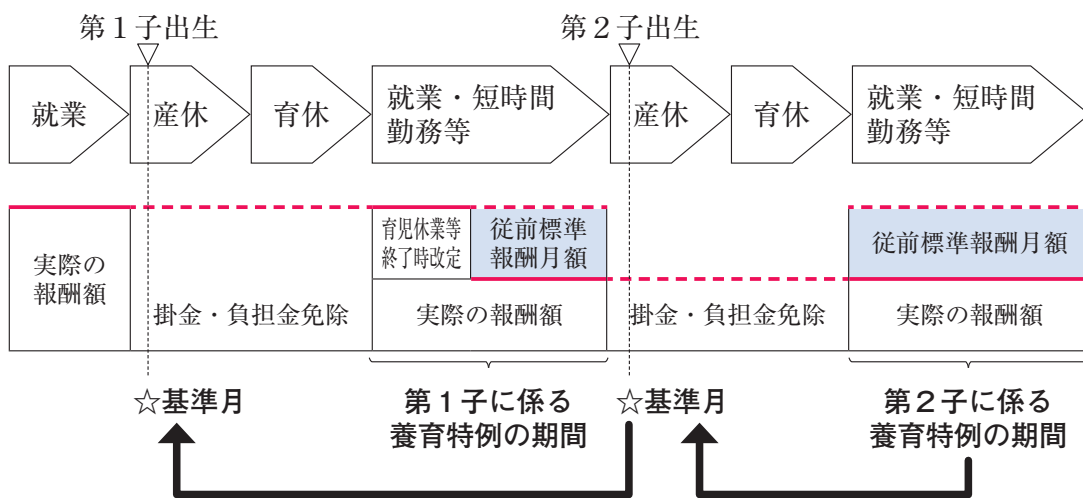 第1子出生
第2子出生
就業
産休
育休
就業・短時間
勤務等
産休
育休
就業・短時間
勤務等
実際の
報酬額
育児休業等
終了時改定
従前標準
報酬月額
従前標準報酬月額
掛金・負担金免除
実際の報酬額
掛金・負担金免除
実際の報酬額
☆基準月
第1子に係る
養育特例の期間
☆基準月
第2子に係る
養育特例の期間